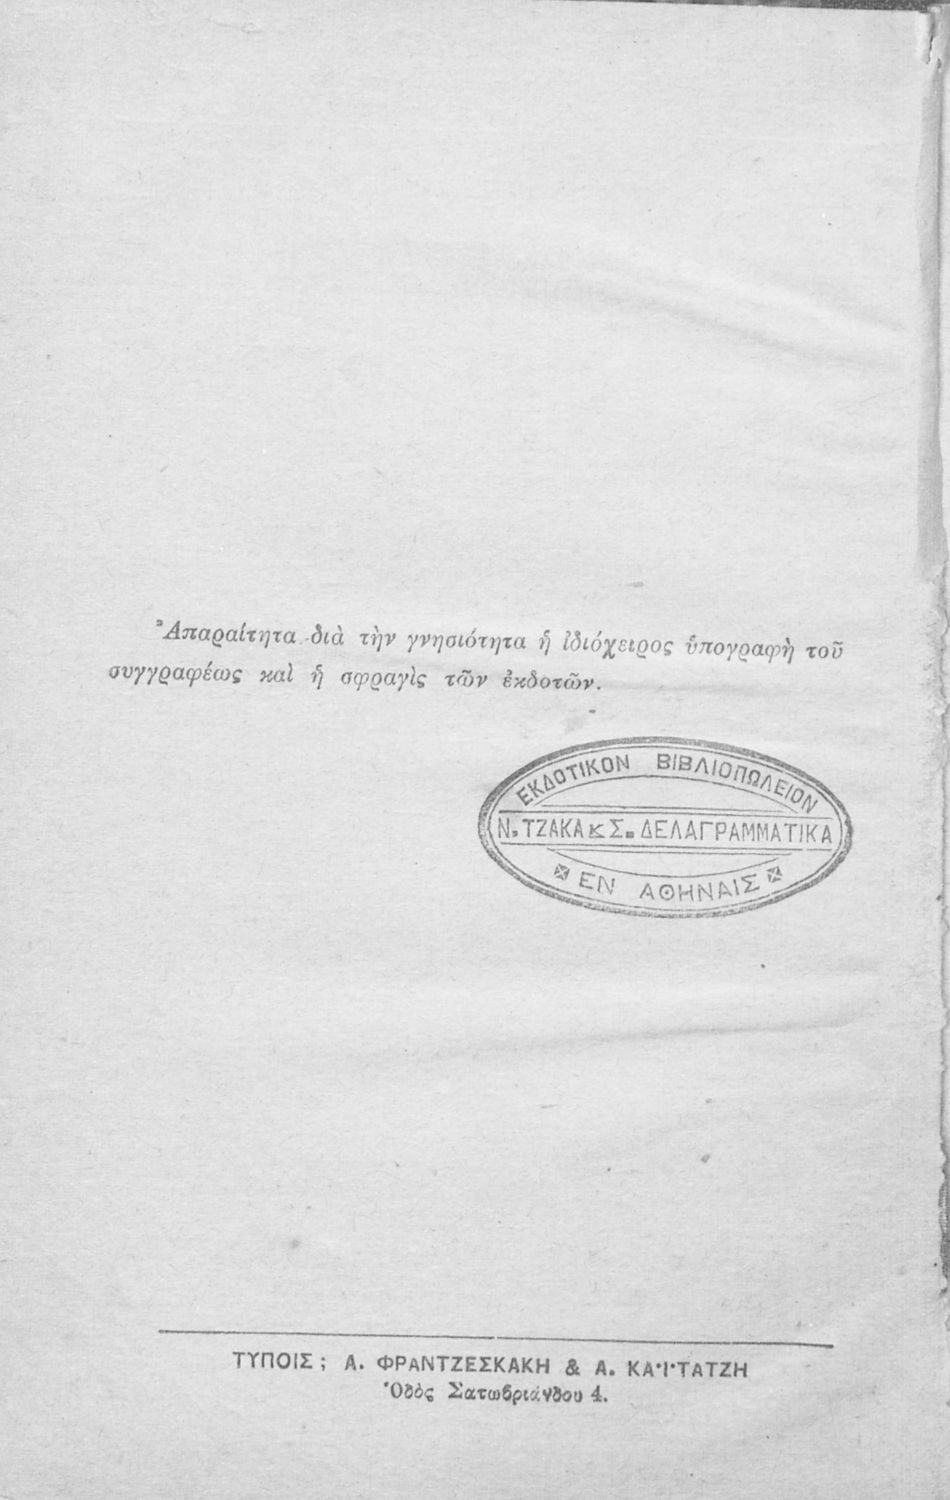 Ἀπαραίτητα διὰ τὴν γνησιότητα ἡ ἰδιόχειρος ὑπογραφὴ τοῦ
συγγραφέως καὶ ἡ σφραγὶς τῶν ἐκδοτῶν.
ΕΚΔΟΤΙΚΟΝ ΒΙΒΛΙΟΠΩΛΕΙΟΝ
Ν. ΤΖΑΚΑ κ Σ. ΔΕΛΑΓΡΑΜΜΑΤΙΚΑ
ΕΝ ΑΘΗΝΑΙΣ
ΤΥΠΟΙΣ; Α. ΦΡΑΝΤΖΕΣΚΑΚΗ & Α. ΚΑΪΤΑΤΖΗ
Ὁδὸς Σατωβριάνδου 4.